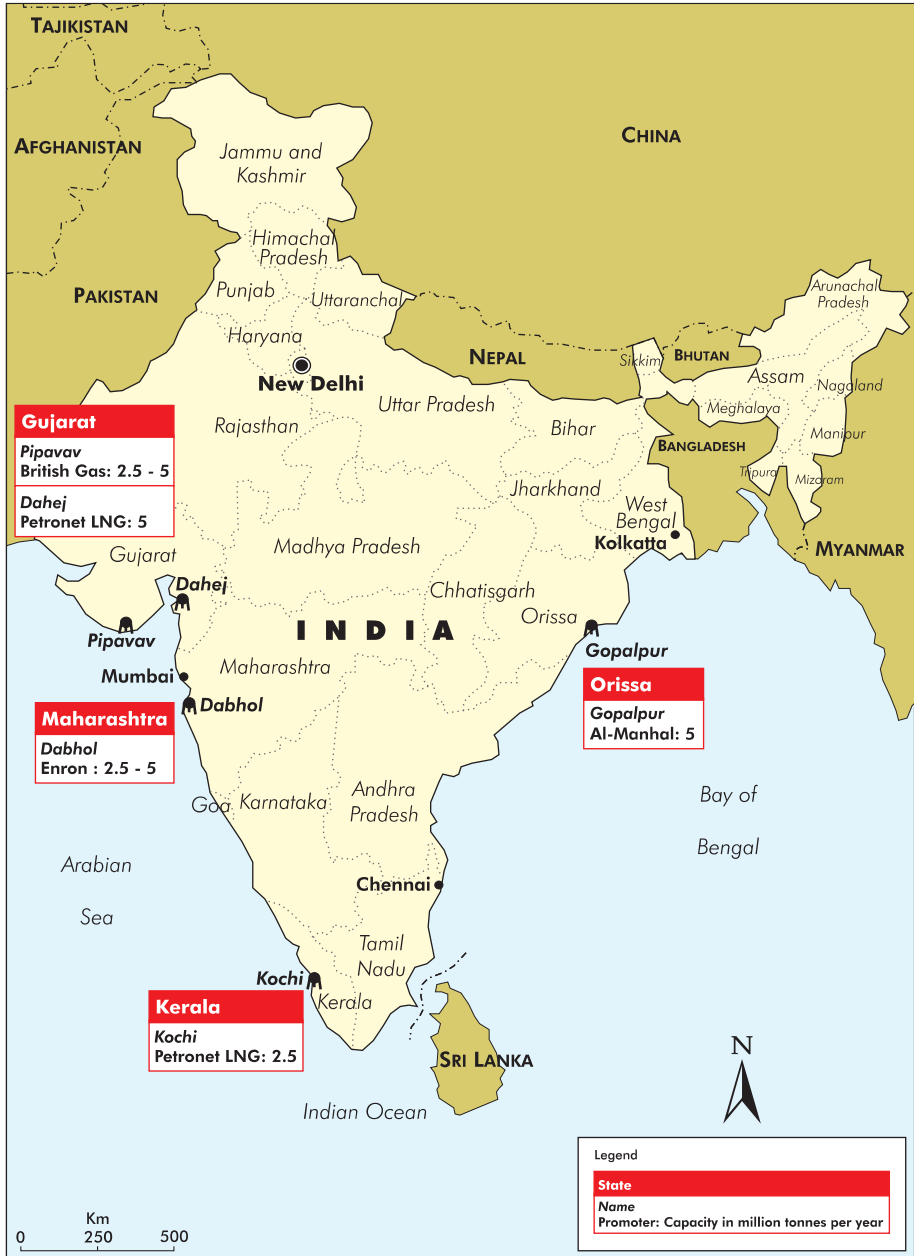 TAJIKISTAN
AFGHANISTAN
CHINA
Jammu and
Kashmir
Himachal
Pradesh
PAKISTAN
Punjab
Uttaranchal
Arunachal
Pradesh
Haryana
NEPAL
Sikkim
BHUTAN
New Delhi
Assam
Nagaland
Uttar Pradesh
Meghalaya
Rajasthan
Bihar
Manipur
BANGLADESH
Gujarat
Pipavav
British Gas: 2.5 - 5
Dahej
Petronet LNG: 5
Jharkhand
Tripura
Mizoram
West
Bengal
Kolkatta
Madhya Pradesh
MYANMAR
Gujarat
Dahej
Chhatisgarh
Orissa
INDIA
Pipavav
Gopalpur
Mumbai
Maharashtra
Orissa
Gopalpur
Al-Manhal: 5
Dabhol
Maharashtra
Dabhol
Enron : 2.5 - 5
Goa
Karnataka
Andhra
Pradesh
Bay of
Bengal
Arabian
Sea
Chennai
Tamil
Nadu
Kochi
Kerala
Kerala
Kochi
Petronet LNG: 2.5
SRI LANKA
N
Indian Ocean
Legend
State
Name
Promoter: Capacity in million tonnes per year
Km
0 250 500